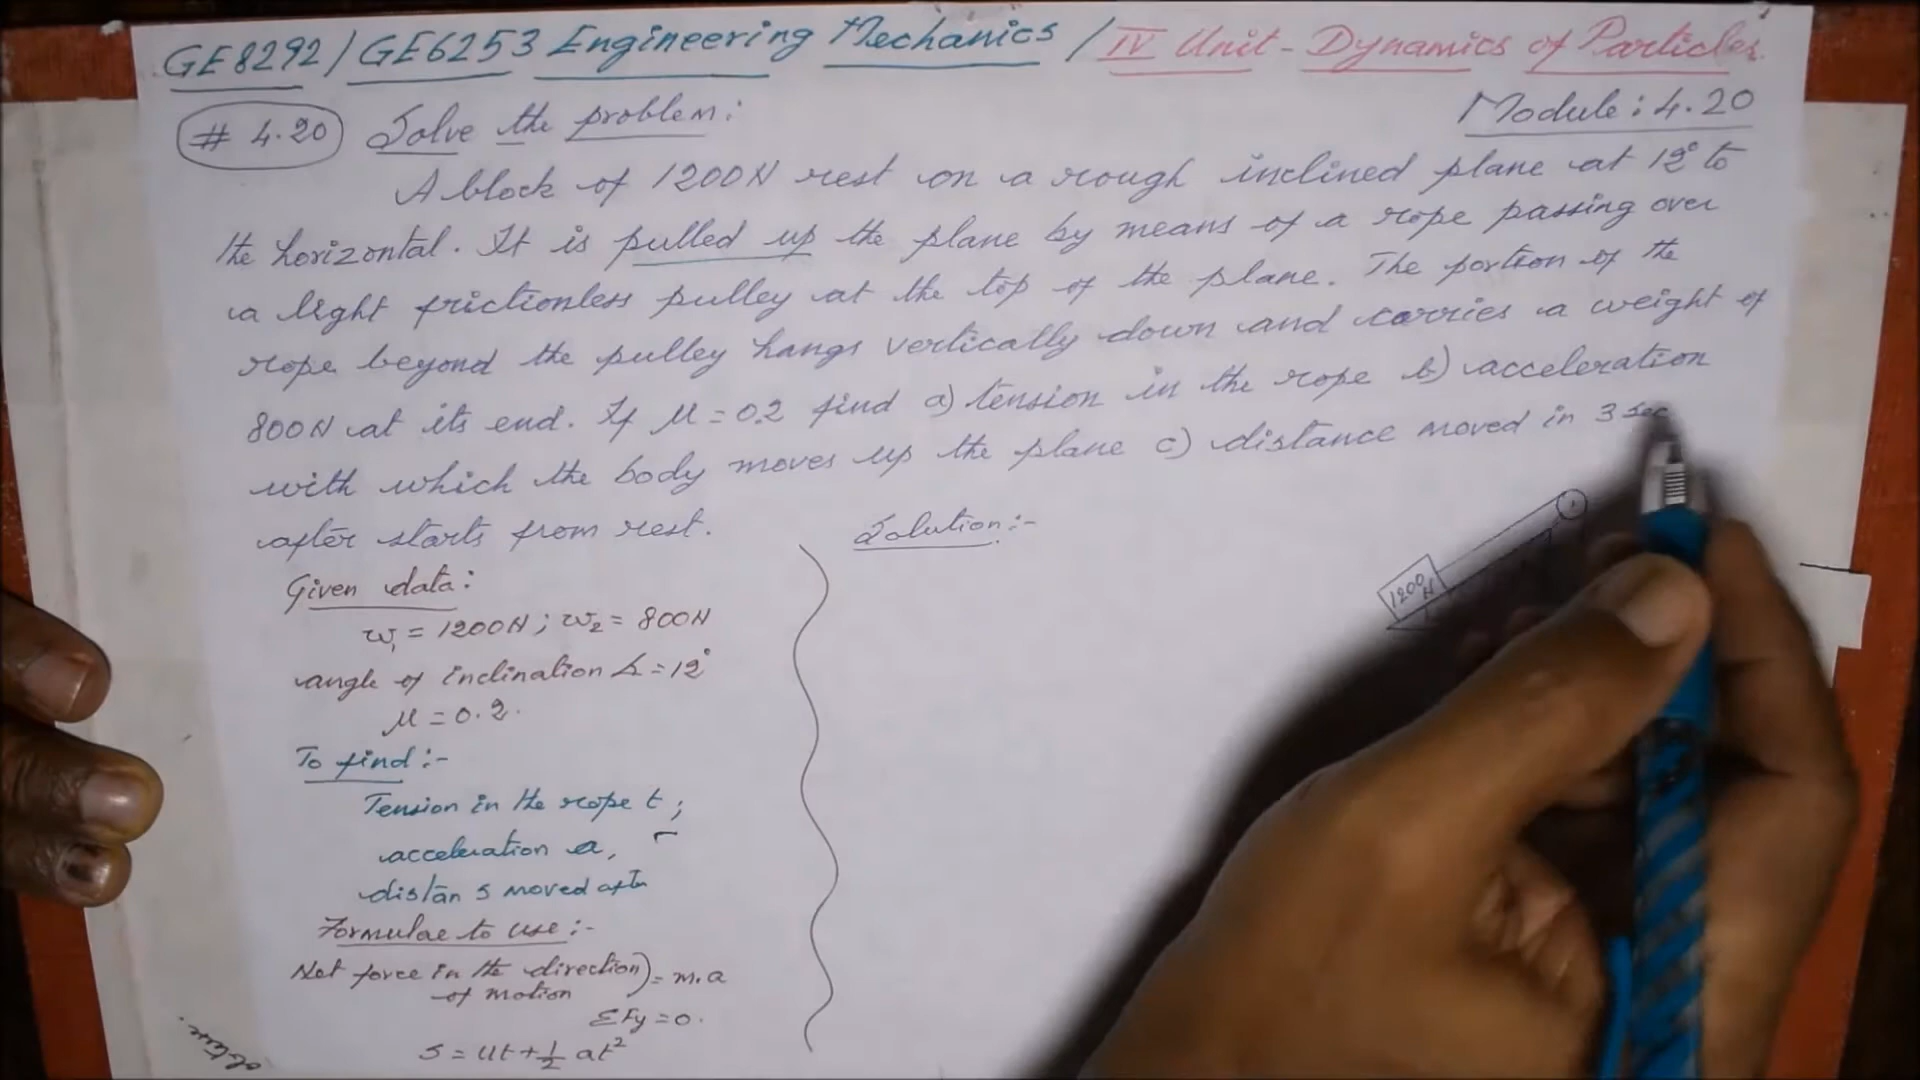 GE8292/GE6253 Engineering Mechanics / IV Unit - Dynamics of Particles
Module: 4.20
# 4.20 Solve the problem:
A block of 1200N rest on a rough inclined plane at 12° to
the horizontal. It is pulled up the plane by means of a rope passing over
a light frictionless pulley at the top of the plane. The portion of the
rope beyond the pulley hangs vertically down and carries a weight of
800N at its end. If μ = 0.2 find a) tension in the rope b) acceleration
with which the body moves up the plane c) distance moved in 3 sec
after starts from rest.
Solution:-
1200
N
Given data:
w₁ = 1200N; w₂ = 800N
angle of inclination = 12°
μ = 0.2.
To find:-
Tension in the rope t;
acceleration a,
distan s moved
Formulae to use:-
Net force in the direction) = m.a
of motion
ΣFy = 0.
s = ut + ½ at²